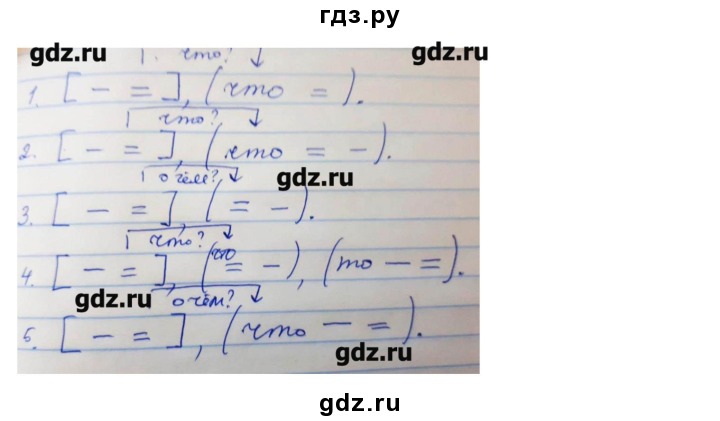 гдз.ру
gdz.ru gdz.ru
что?
1. [ – = ], (что = ).
что?
2. [ – = ], (что = – ).
о чём?
gdz.ru
3. [ – = ], ( = – ).
что?
что
4. [ – = ], ( = – ), (то – = ).
gdz.ru
о чём?
5. [ – = ], (что – = ).
gdz.ru
gdz.ru